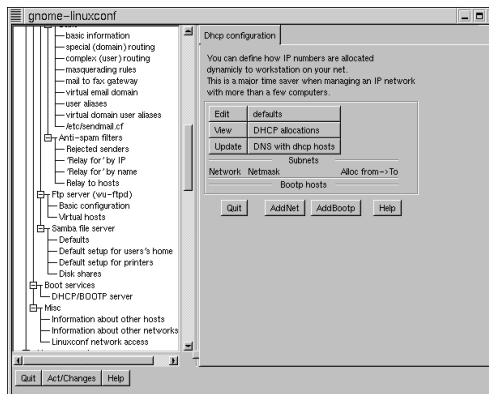 gnome-linuxconf
basic information
special (domain) routing
complex (user) routing
masquerading rules
mail to fax gateway
virtual email domain
user aliases
virtual domain user aliases
/etc/sendmail.cf
Anti-spam filters
Rejected senders
'Relay for' by IP
'Relay for' by name
Relay to hosts
Ftp server (wu-ftpd)
Basic configuration
Virtual hosts
Samba file server
Defaults
Default setup for users's home
Default setup for printers
Disk shares
Boot services
DHCP/BOOTP server
Misc
Information about other hosts
Information about other networks
Linuxconf network access
Quit Act/Changes Help
Dhcp configuration
You can define how IP numbers are allocated
dynamicly to workstation on your net.
This is a major time saver when managing an IP network
with more than a few computers.
Edit defaults
View DHCP allocations
Update DNS with dhcp hosts
Subnets
Network Netmask Alloc from->To
Bootp hosts
Quit AddNet AddBootp Help